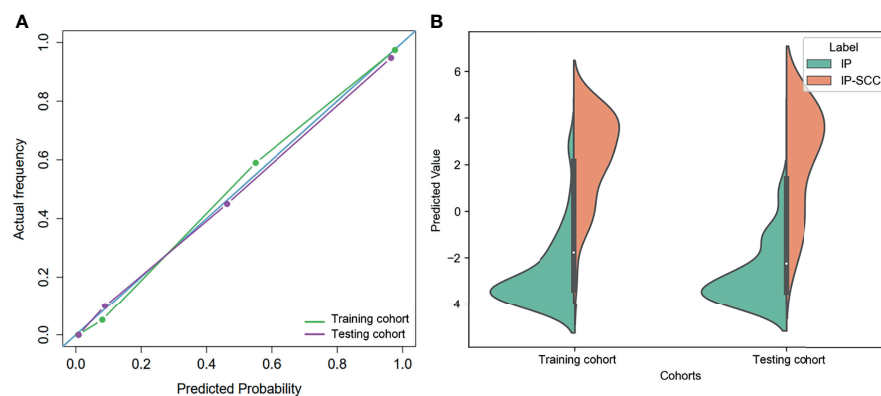 A
Actual frequency
1.0
0.8
0.6
0.4
0.2
0.0
0.0 0.2 0.4 0.6 0.8 1.0
Predicted Probability
Training cohort
Testing cohort
B
Predicted Value
6
4
2
0
-2
-4
Label
IP
IP-SCC
Training cohort Testing cohort
Cohorts